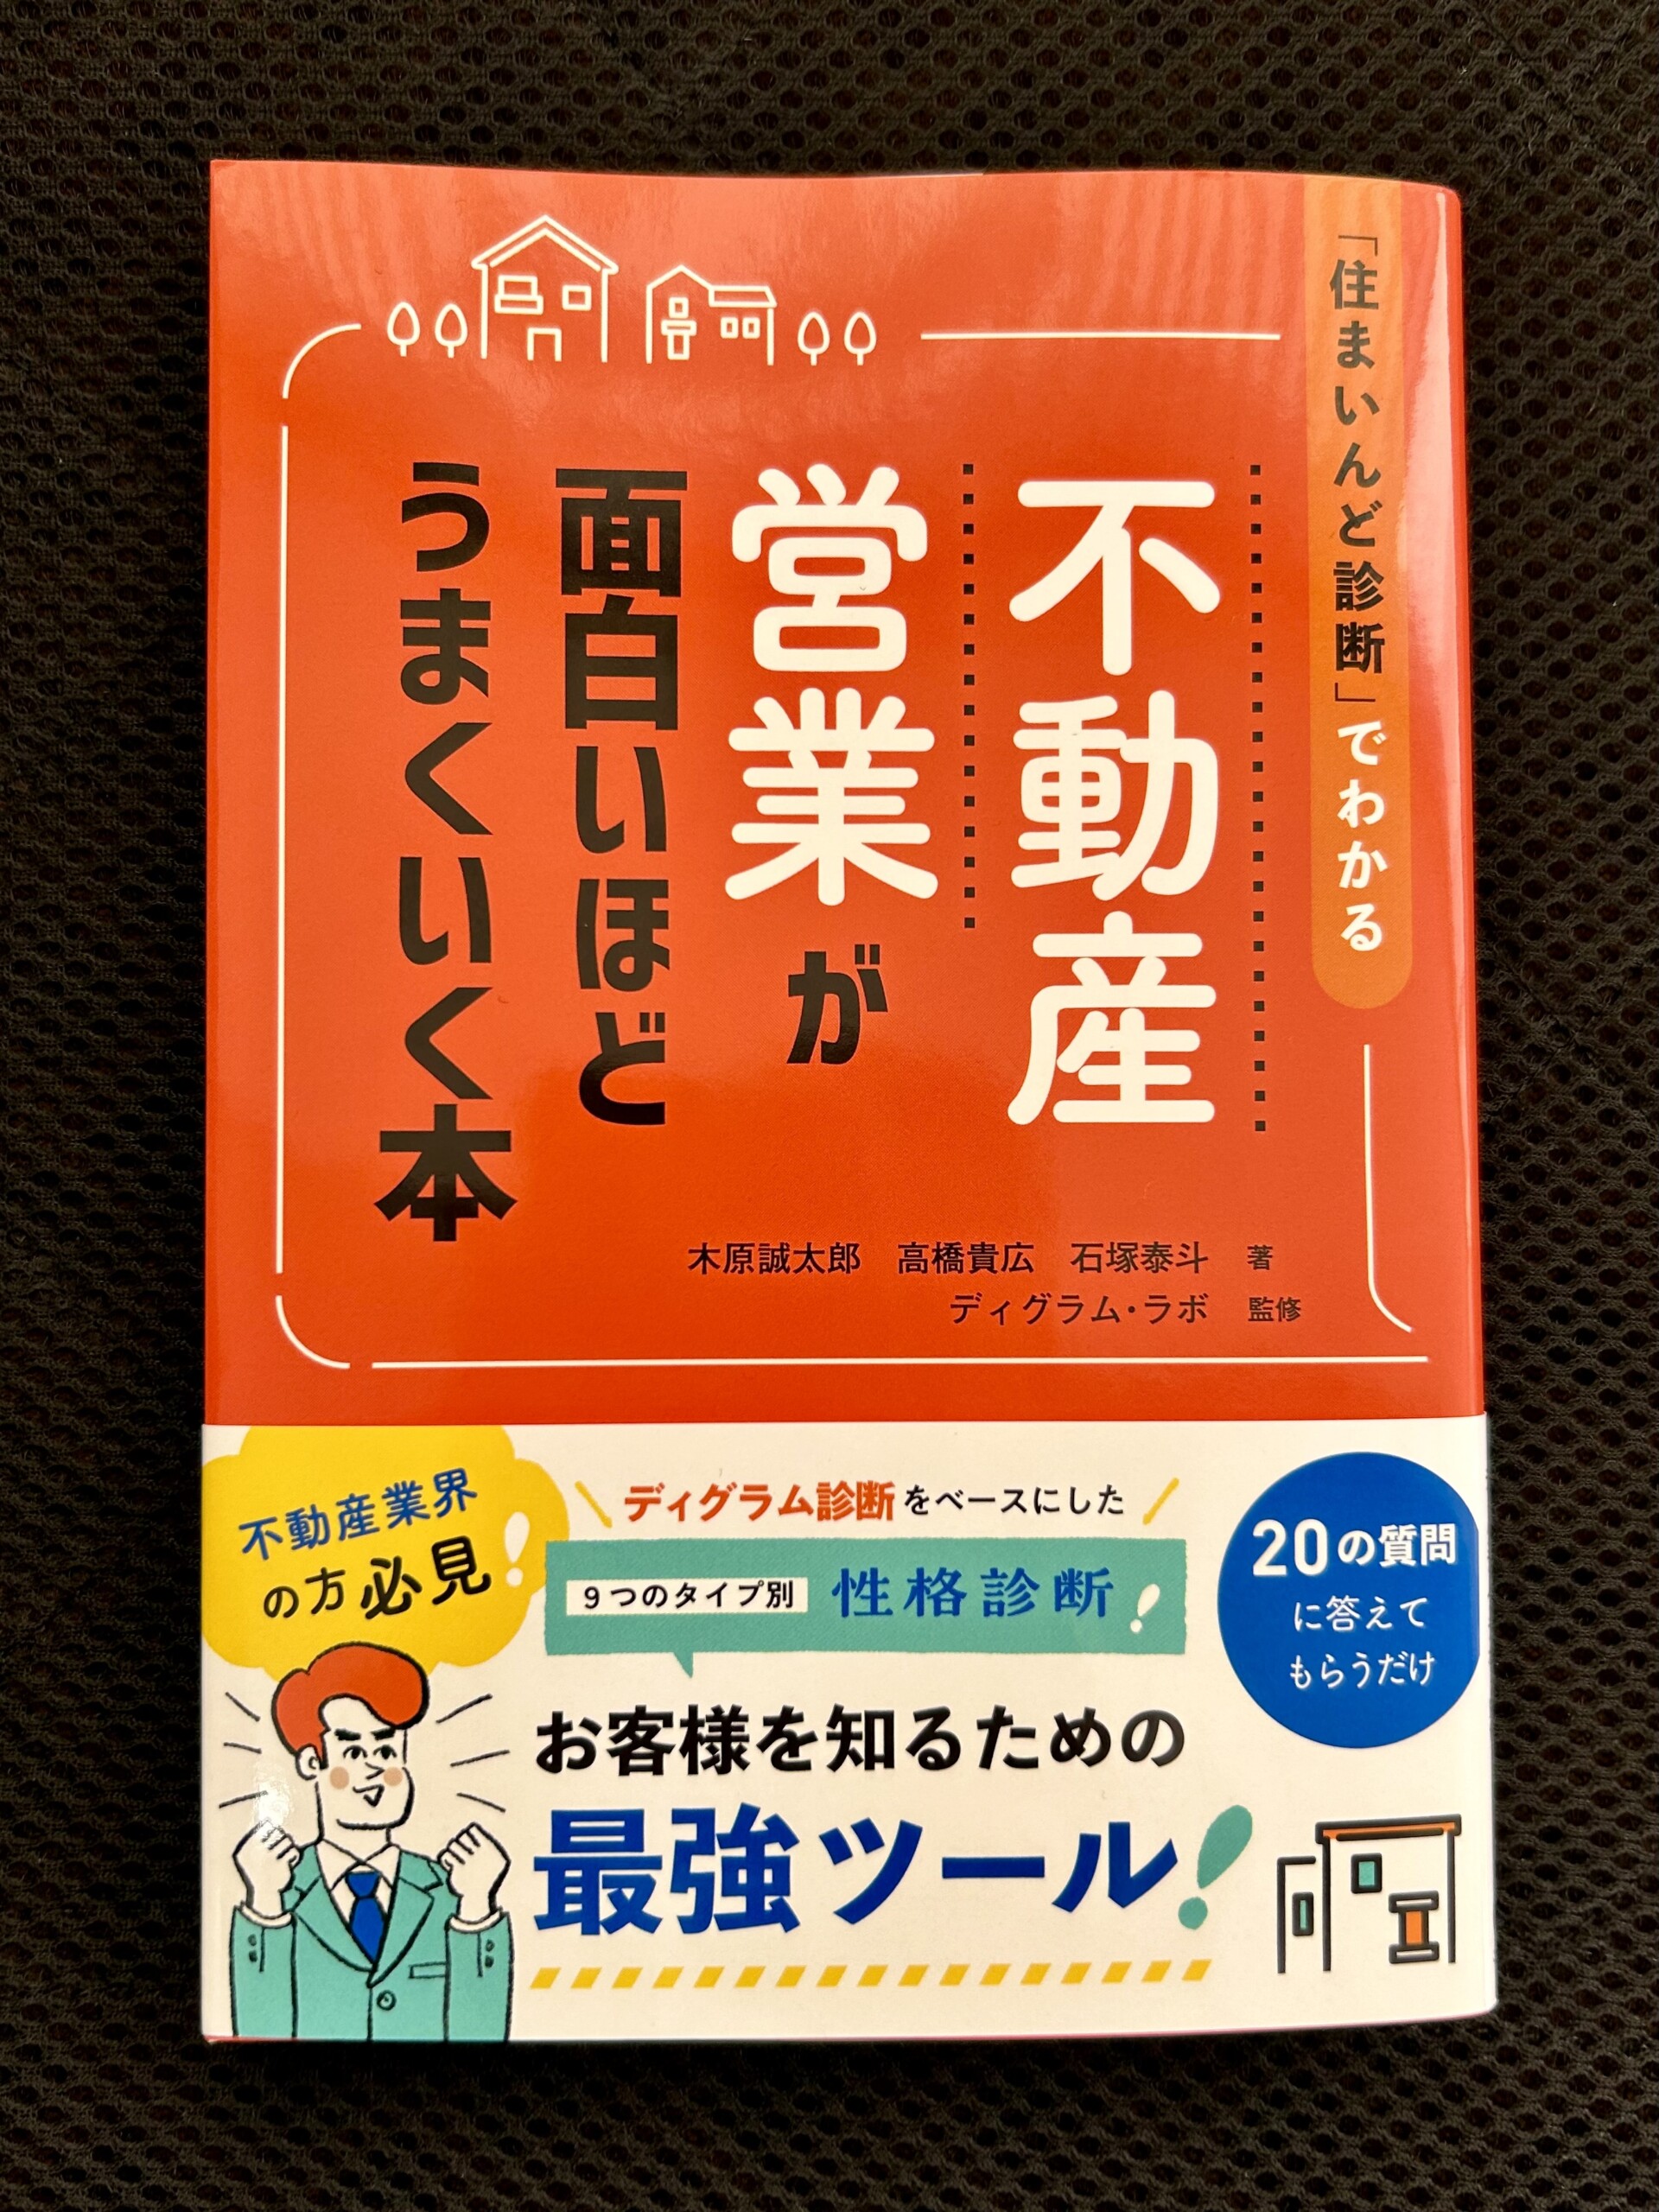 「住まいんど診断」でわかる
不動産
営業が
面白いほど
うまくいく本
木原誠太郎　高橋貴広　石塚泰斗　著
ディグラム・ラボ　監修
不動産業界
の方必見！
ディグラム診断をベースにした
9つのタイプ別　性格診断！
お客様を知るための
最強ツール！
20の質問
に答えて
もらうだけ